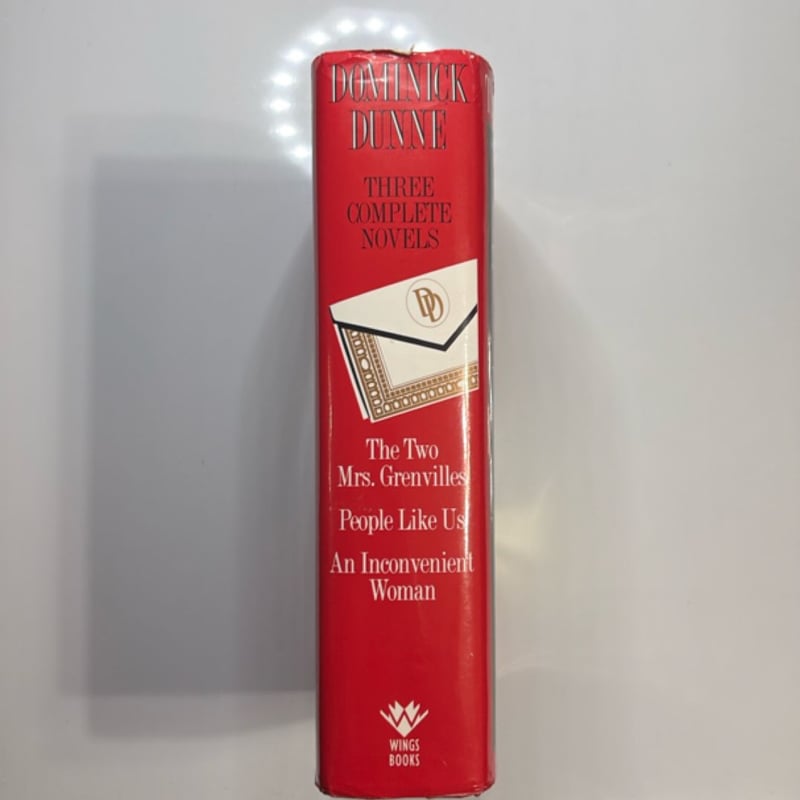 DOMINICK
DUNNE
THREE
COMPLETE
NOVELS
DD
The Two
Mrs. Grenvilles
People Like Us
An Inconvenient
Woman
W
WINGS
BOOKS